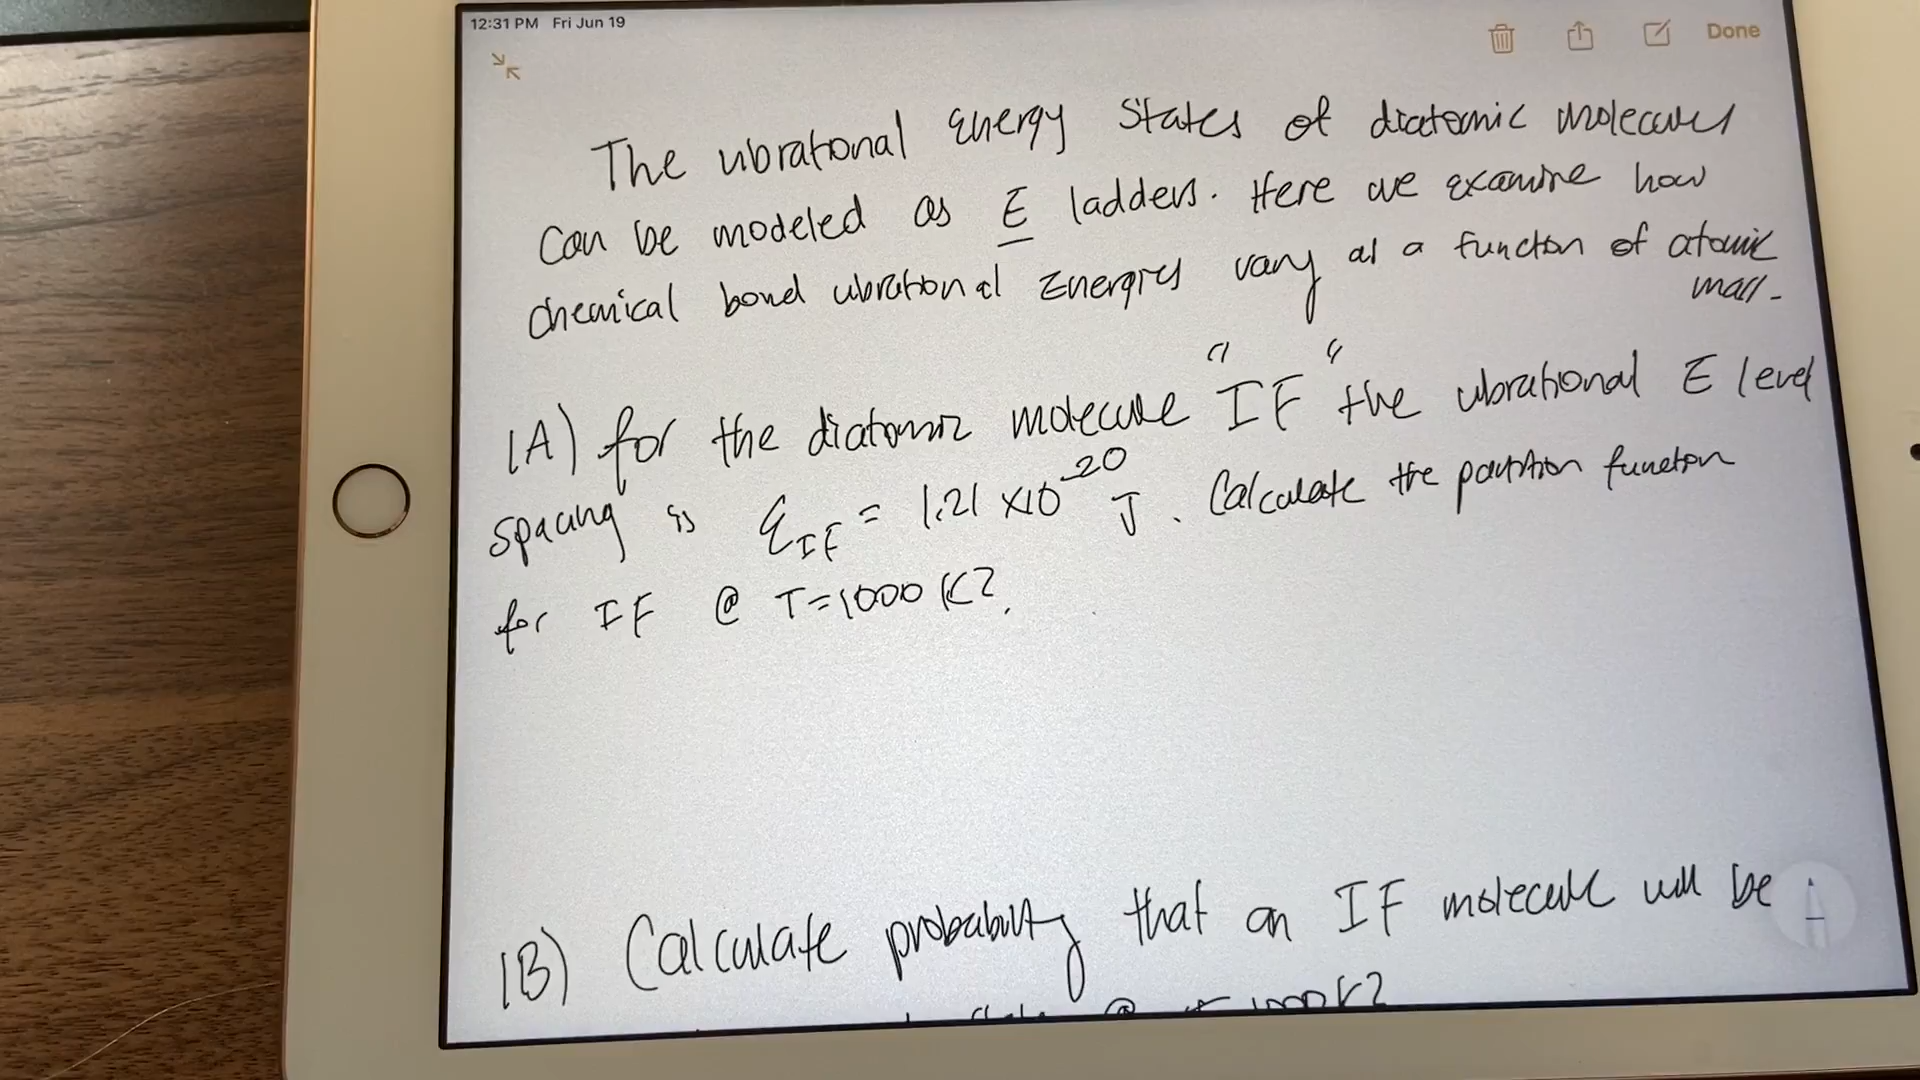 12:31 PM Fri Jun 19
Done
The vibrational energy states of diatomic molecules
can be modeled as E ladders. Here we examine how
chemical bond vibrational energies vary as a function of atomic
mass.
1A) for the diatomic molecule "IF" the vibrational E level
spacing is ε_IF = 1.21 ×10^-20 J. Calculate the partition function
for IF @ T=1000 K?.
1B) Calculate probability that an IF molecule will be
state @ 1000 K?